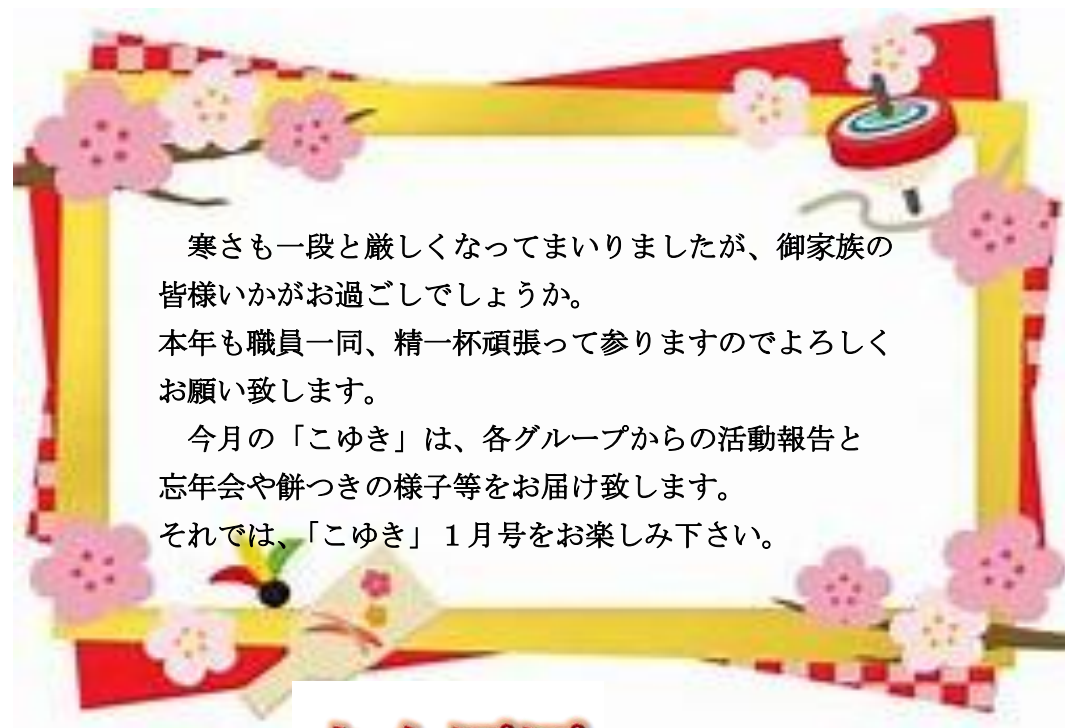 寒さも一段と厳しくなってまいりましたが、御家族の
皆様いかがお過ごしでしょうか。
本年も職員一同、精一杯頑張って参りますのでよろしく
お願い致します。
　今月の「こゆき」は、各グループからの活動報告と
忘年会や餅つきの様子等をお届け致します。
それでは、「こゆき」１月号をお楽しみ下さい。